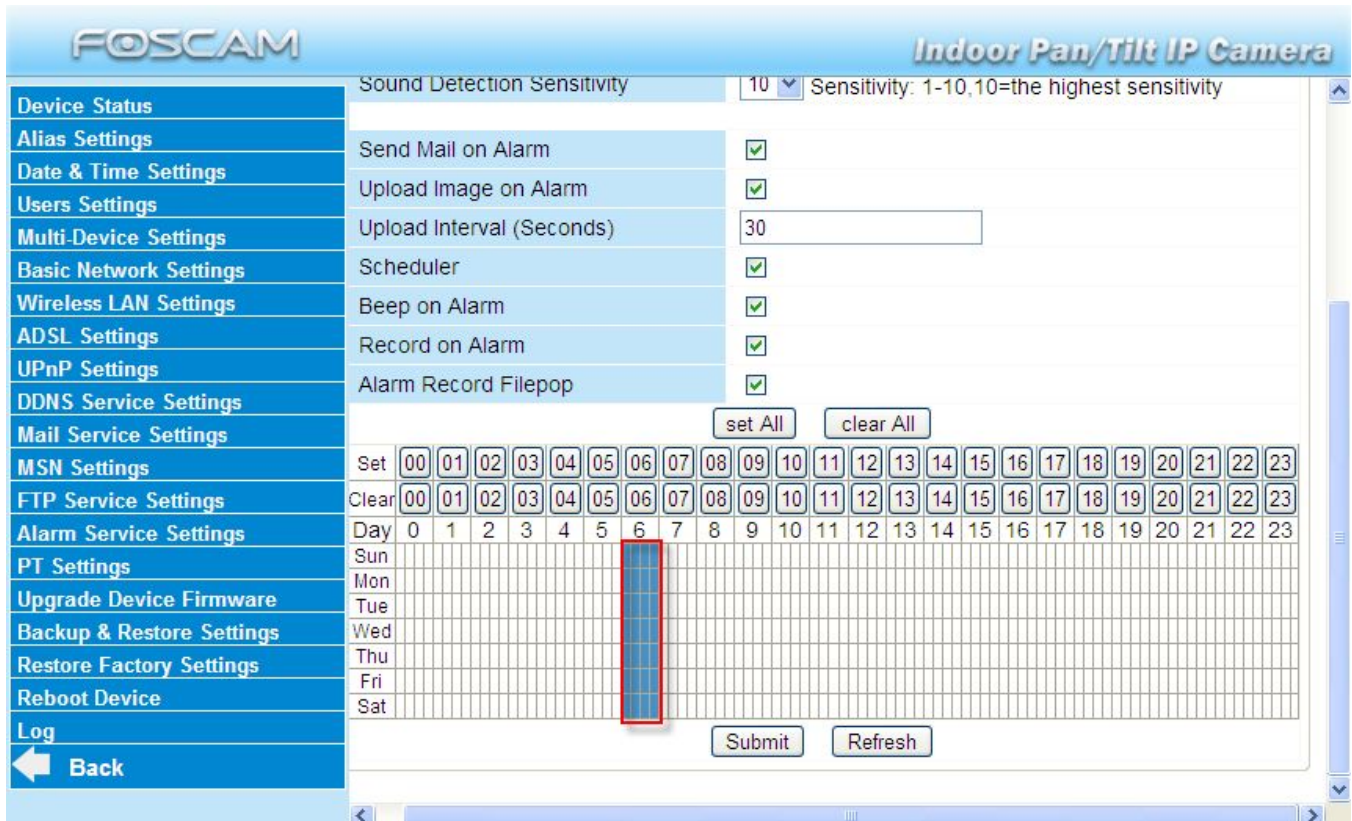 FOSCAM
Indoor Pan/Tilt IP Camera
Device Status
Alias Settings
Date & Time Settings
Users Settings
Multi-Device Settings
Basic Network Settings
Wireless LAN Settings
ADSL Settings
UPnP Settings
DDNS Service Settings
Mail Service Settings
MSN Settings
FTP Service Settings
Alarm Service Settings
PT Settings
Upgrade Device Firmware
Backup & Restore Settings
Restore Factory Settings
Reboot Device
Log
Back
Sound Detection Sensitivity 10 Sensitivity: 1-10,10=the highest sensitivity
Send Mail on Alarm
Upload Image on Alarm
Upload Interval (Seconds) 30
Scheduler
Beep on Alarm
Record on Alarm
Alarm Record Filepop
set All clear All
Set 00 01 02 03 04 05 06 07 08 09 10 11 12 13 14 15 16 17 18 19 20 21 22 23
Clear 00 01 02 03 04 05 06 07 08 09 10 11 12 13 14 15 16 17 18 19 20 21 22 23
Day 0 1 2 3 4 5 6 7 8 9 10 11 12 13 14 15 16 17 18 19 20 21 22 23
Sun
Mon
Tue
Wed
Thu
Fri
Sat
Submit Refresh